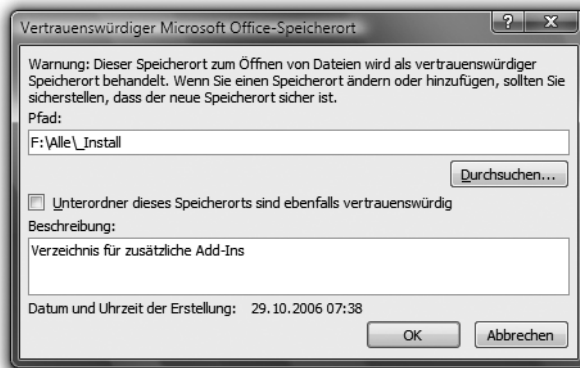 Vertrauenswürdiger Microsoft Office-Speicherort
Warnung: Dieser Speicherort zum Öffnen von Dateien wird als vertrauenswürdiger
Speicherort behandelt. Wenn Sie einen Speicherort ändern oder hinzufügen, sollten Sie
sicherstellen, dass der neue Speicherort sicher ist.
Pfad:
F:\Alle\_Install
Durchsuchen...
Unterordner dieses Speicherorts sind ebenfalls vertrauenswürdig
Beschreibung:
Verzeichnis für zusätzliche Add-Ins
Datum und Uhrzeit der Erstellung: 29.10.2006 07:38
OK Abbrechen